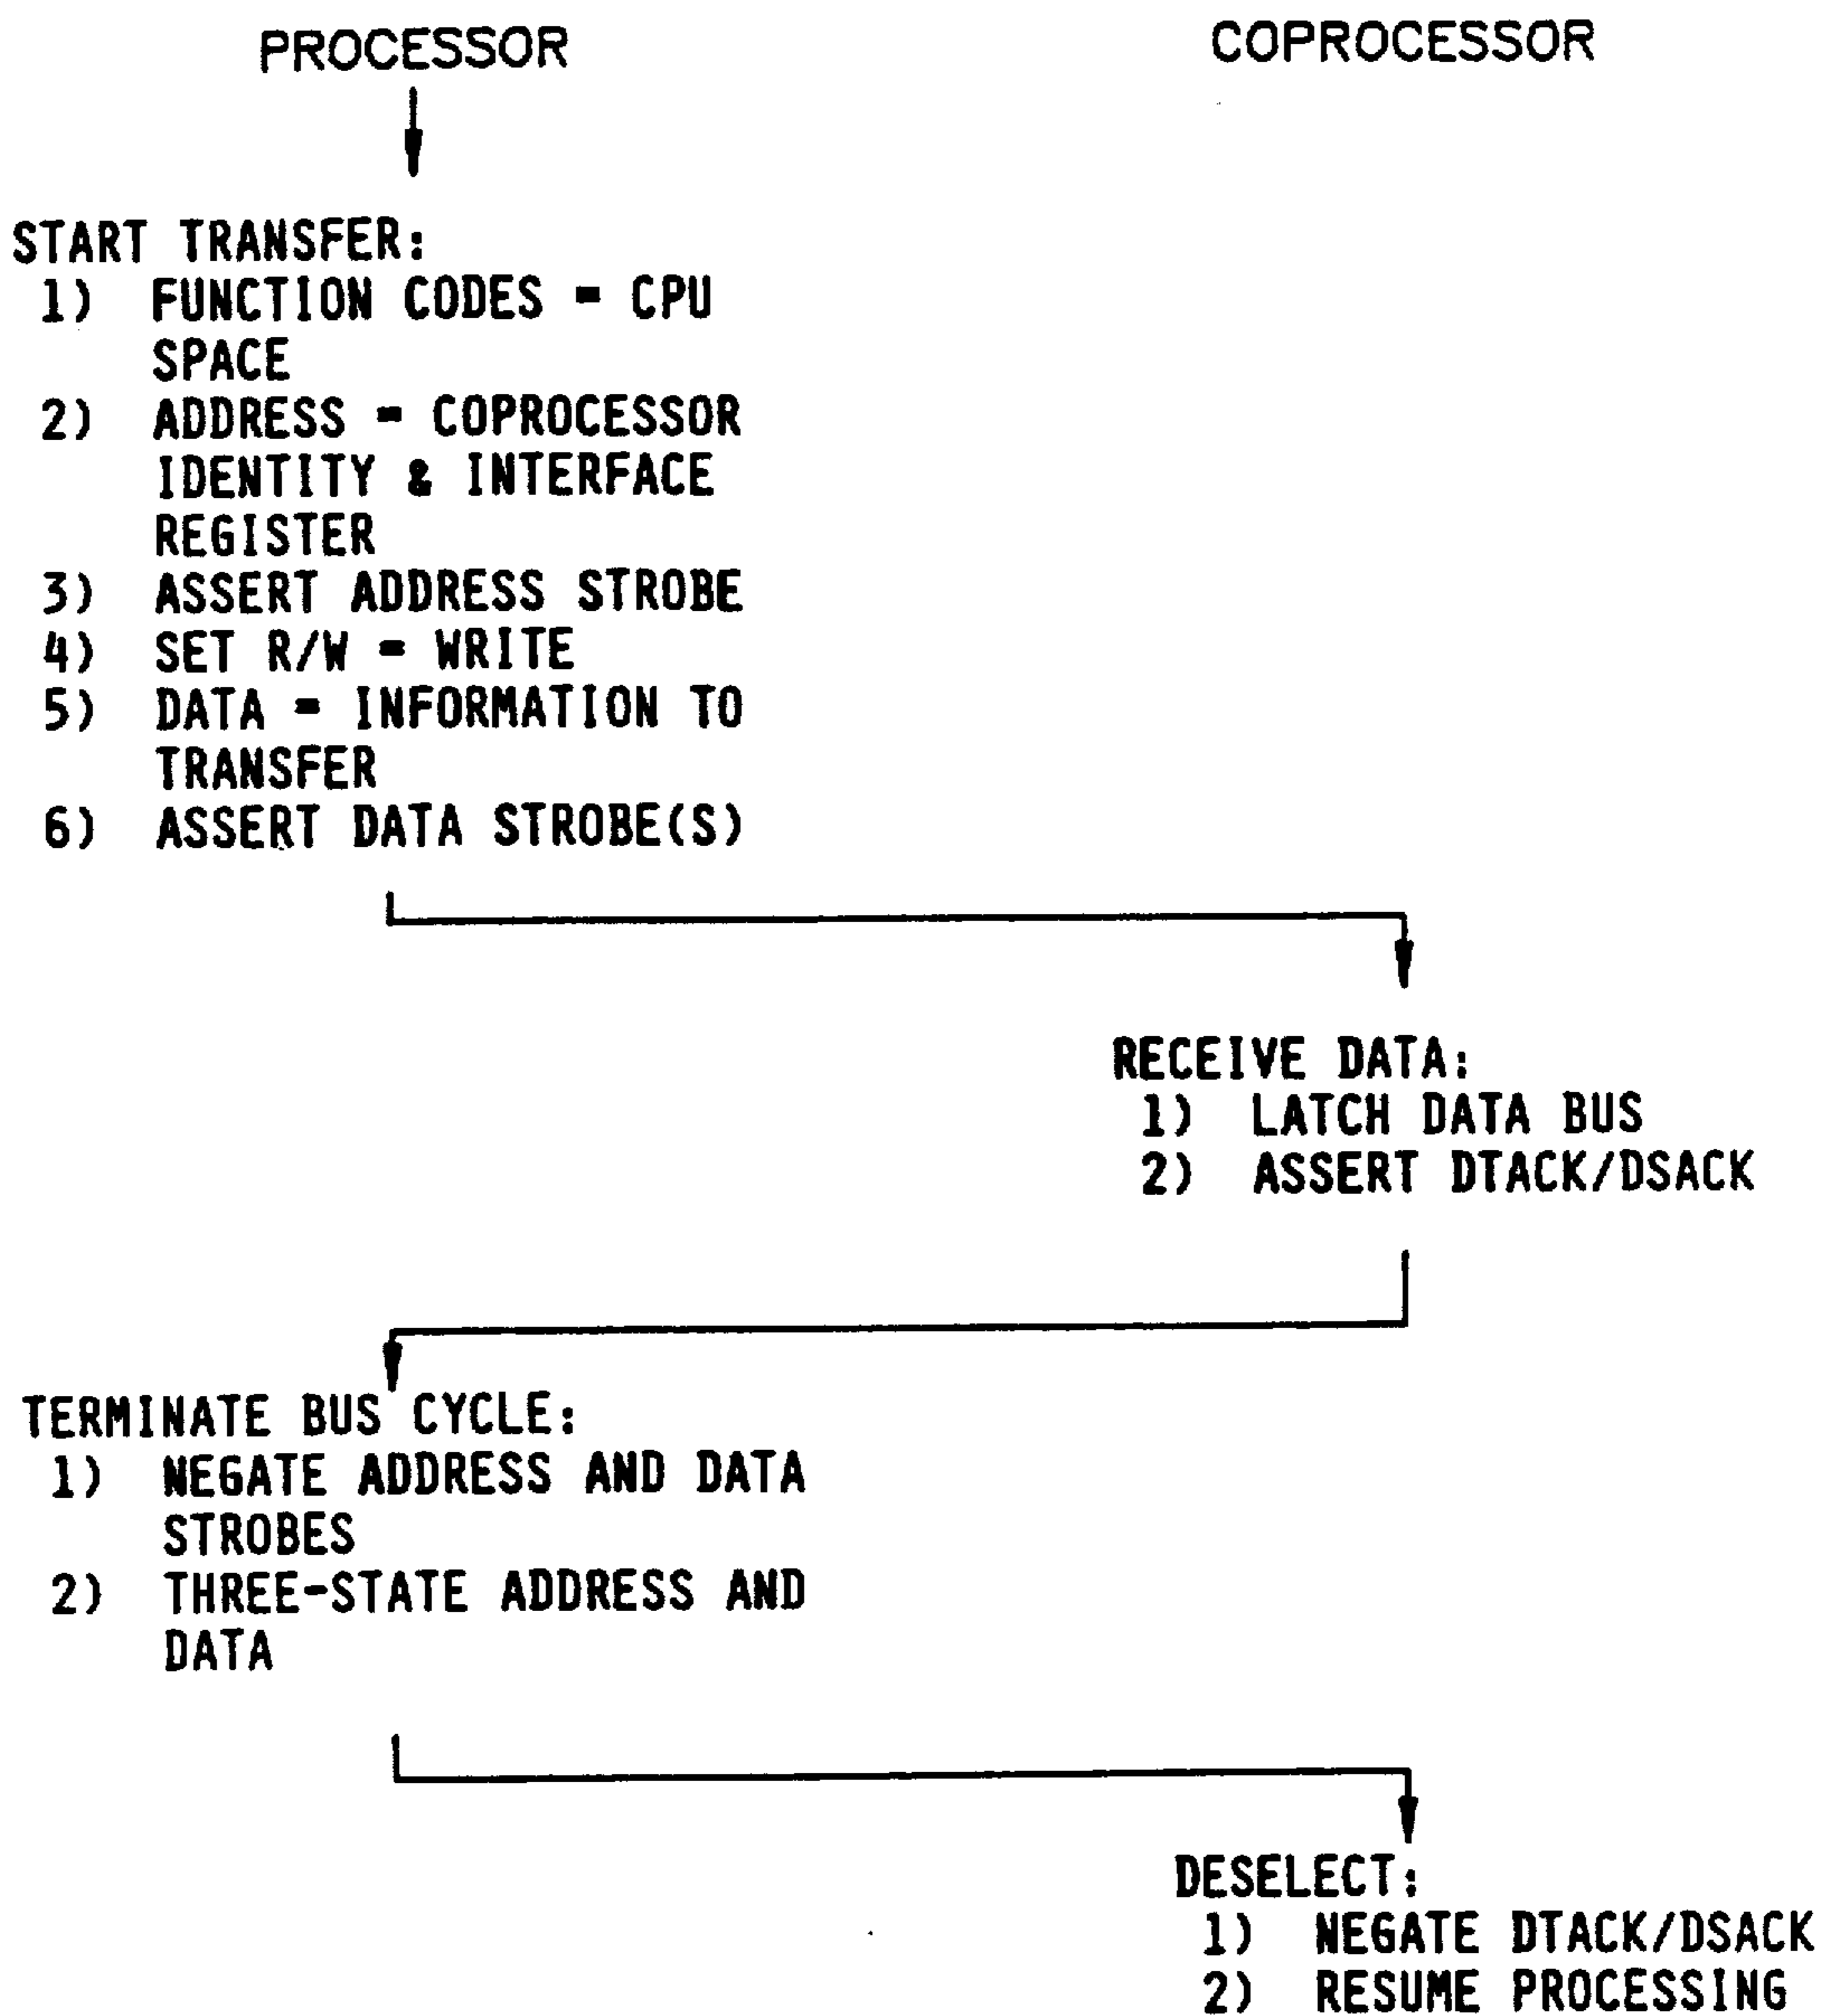 PROCESSOR
COPROCESSOR
START TRANSFER:
1) FUNCTION CODES = CPU
SPACE
2) ADDRESS = COPROCESSOR
IDENTITY & INTERFACE
REGISTER
3) ASSERT ADDRESS STROBE
4) SET R/W = WRITE
5) DATA = INFORMATION TO
TRANSFER
6) ASSERT DATA STROBE(S)
RECEIVE DATA:
1) LATCH DATA BUS
2) ASSERT DTACK/DSACK
TERMINATE BUS CYCLE:
1) NEGATE ADDRESS AND DATA
STROBES
2) THREE-STATE ADDRESS AND
DATA
DESELECT:
1) NEGATE DTACK/DSACK
2) RESUME PROCESSING